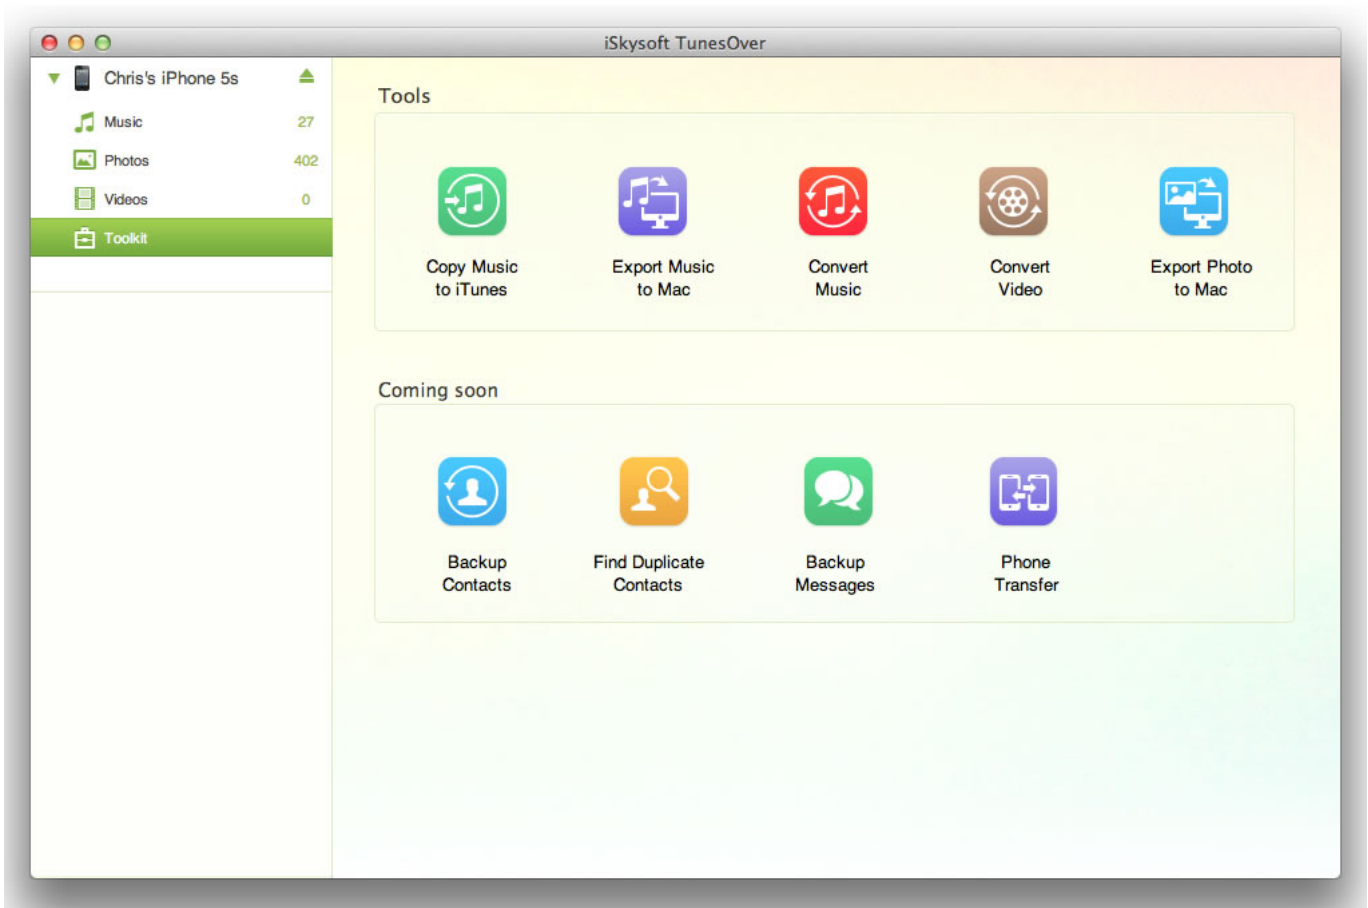 iSkysoft TunesOver
Chris's iPhone 5s
Music 27
Photos 402
Videos 0
Toolkit
Tools
Copy Music
to iTunes
Export Music
to Mac
Convert
Music
Convert
Video
Export Photo
to Mac
Coming soon
Backup
Contacts
Find Duplicate
Contacts
Backup
Messages
Phone
Transfer